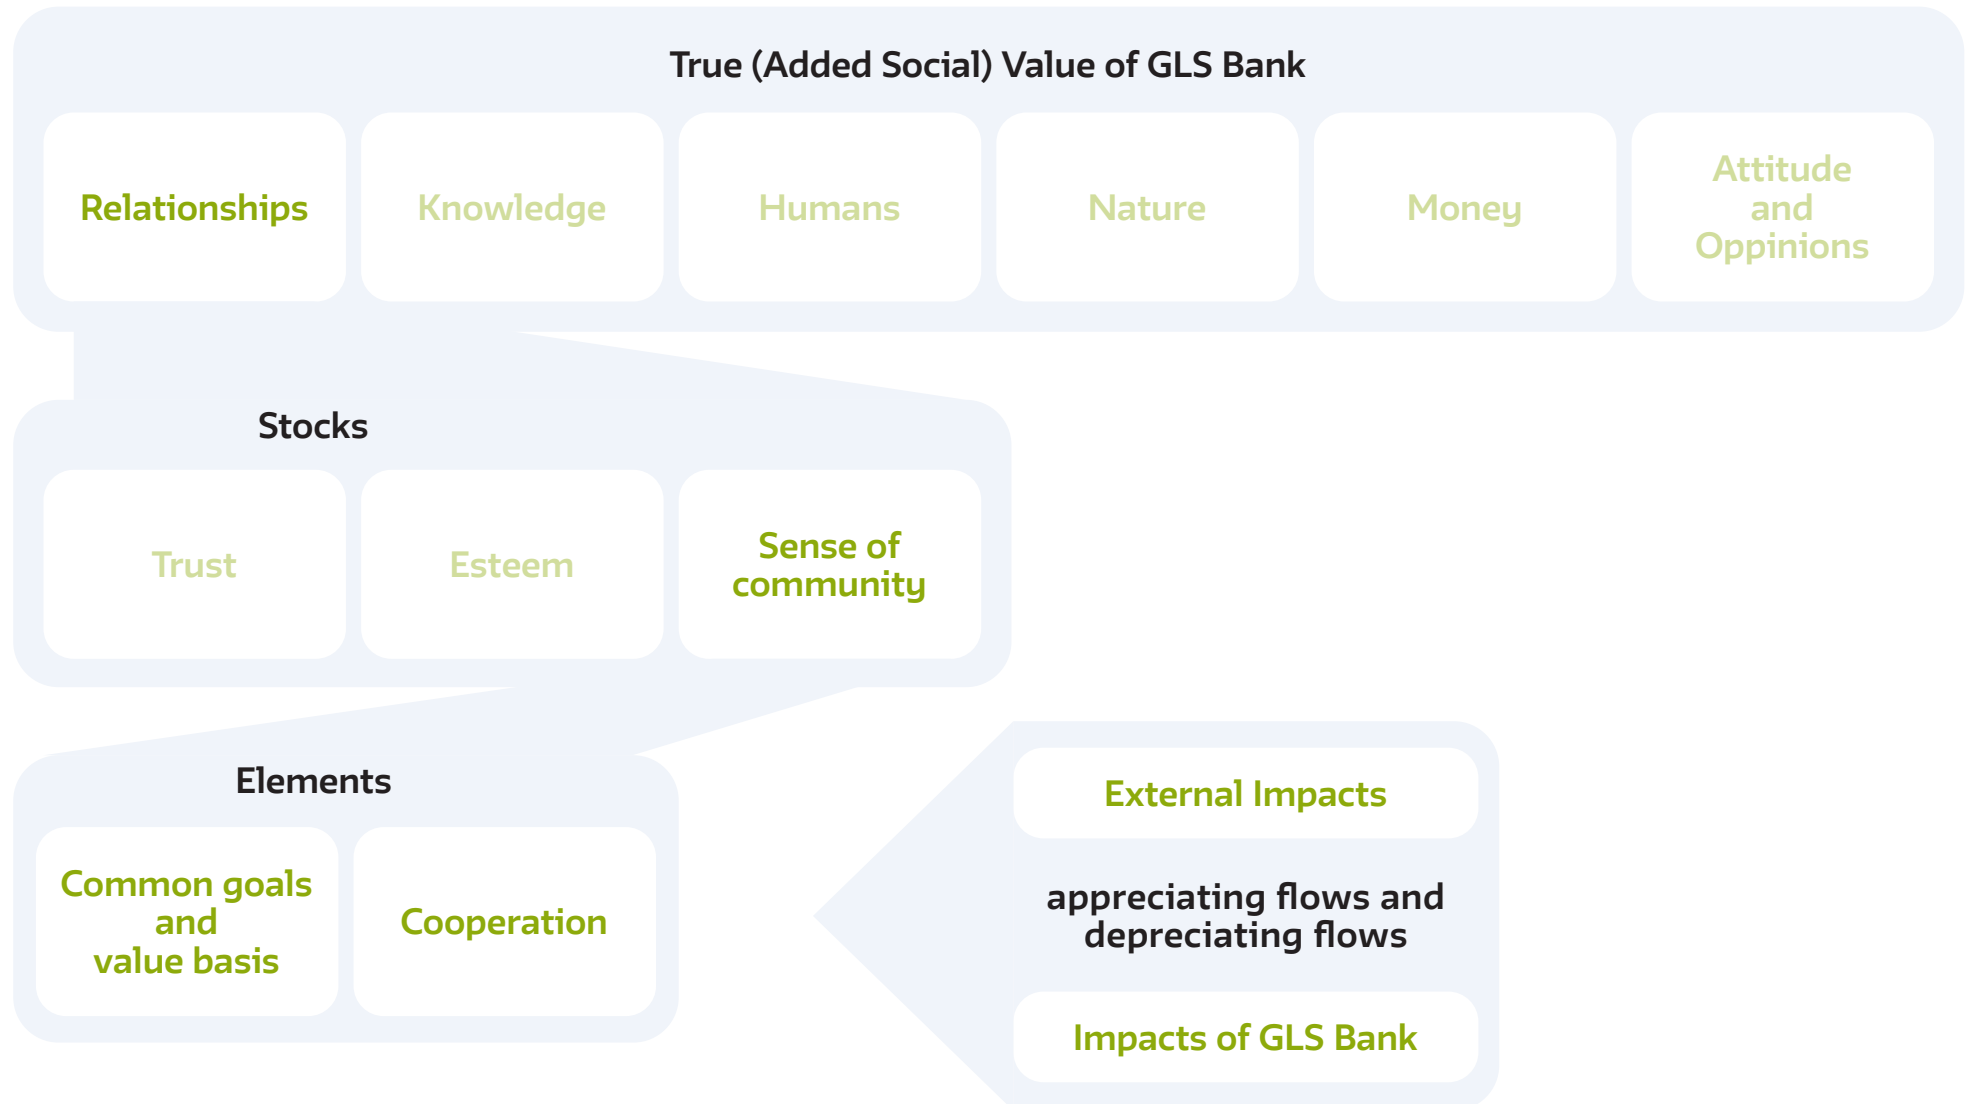 True (Added Social) Value of GLS Bank
Relationships
Knowledge
Humans
Nature
Money
Attitude
and
Oppinions
Stocks
Trust
Esteem
Sense of
community
Elements
Common goals
and
value basis
Cooperation
External Impacts
appreciating flows and
depreciating flows
Impacts of GLS Bank